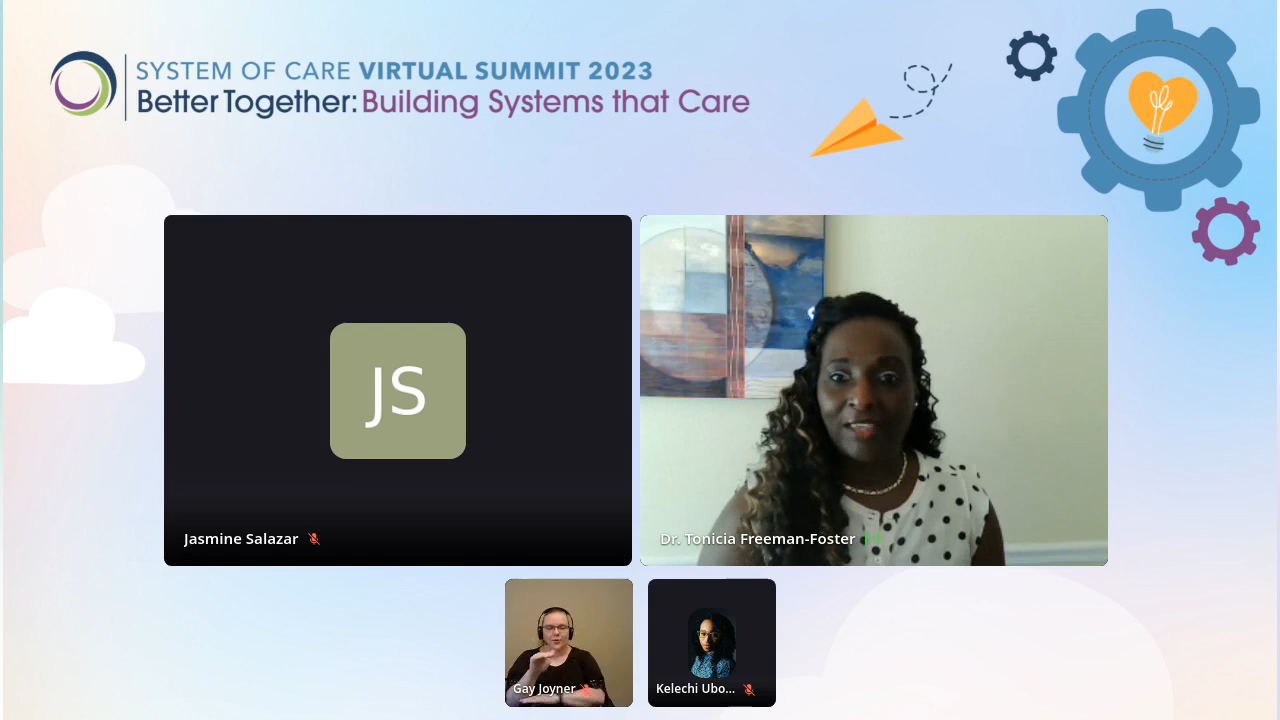 SYSTEM OF CARE VIRTUAL SUMMIT 2023
Better Together: Building Systems that Care
JS
Jasmine Salazar
Dr. Tonicia Freeman-Foster
Gay Joyner
Kelechi Ubo...